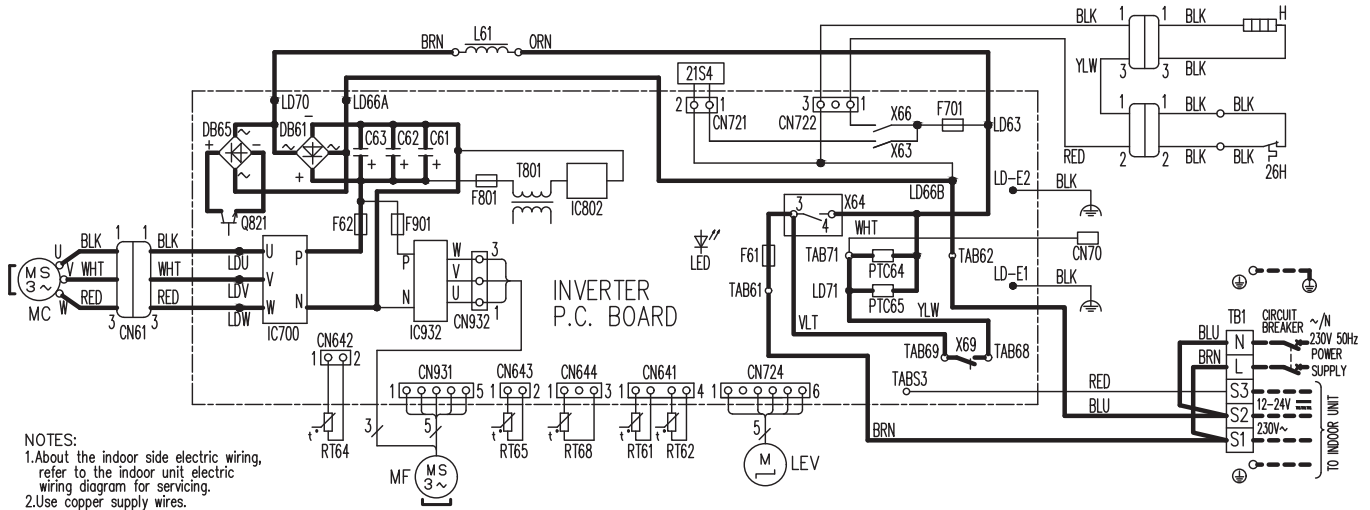 BLK 1 1 BLK H
BRN L61 ORN
YLW
3 3 BLK
21S4
2 1
CN721
3 1
CN722
X66 F701
X63
LD63
1 1 BLK BLK
RED
2 2 BLK BLK
26H
LD70 LD66A
DB65 ~ DB61 - C63 C62 C61
+ - ~ ~
~ + + + +
Q821
F801
T801
IC802
F62 F901
LD66B
LD-E2 BLK
3 X64
4
WHT
F61
TAB71
PTC64
TAB62
CN70
TAB61
LD71
PTC65
LD-E1 BLK
YLW
VLT
TAB69 X69 TAB68
TABS3
LED
INVERTER
P.C. BOARD
U BLK 1 1 BLK LDU U P
MS 3~ V WHT WHT LDV V
MC W RED 3 3 RED LDW W N
CN61
IC700
P W 3
V
N U 1
IC932 CN932
CN642
1 2
t° RT64
3
CN931
1 5
5
MF MS 3~
CN643
1 2
t° RT65
CN644
1 3
t° RT68
CN641
1 4
t° RT61 t° RT62
CN724
1 6
5
M LEV
RED
BLU
BRN
TB1 CIRCUIT BREAKER ~/N
BLU N 230V 50Hz
BRN L POWER SUPPLY
S3
S2 12-24V
S1 230V~
TO INDOOR UNIT
NOTES:
1.About the indoor side electric wiring,
refer to the indoor unit electric
wiring diagram for servicing.
2.Use copper supply wires.